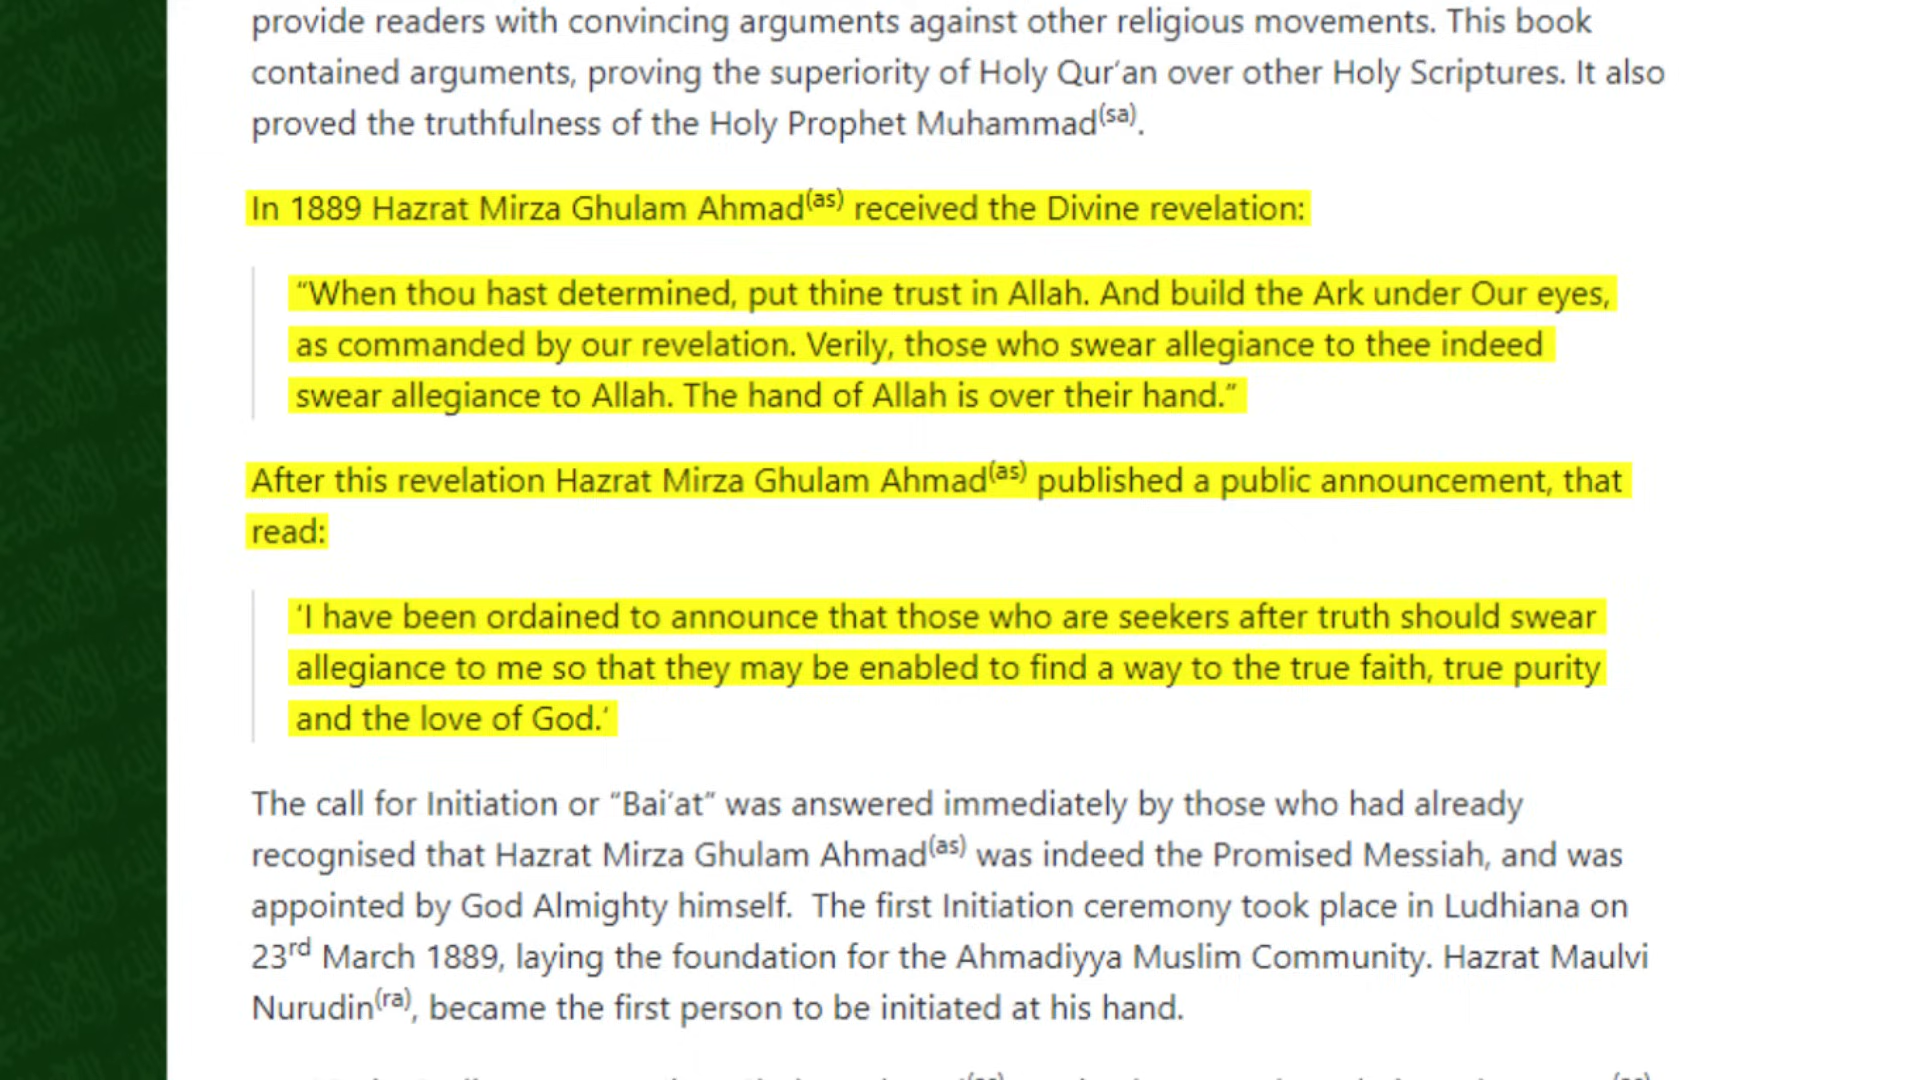 provide readers with convincing arguments against other religious movements. This book
contained arguments, proving the superiority of Holy Qur’an over other Holy Scriptures. It also
proved the truthfulness of the Holy Prophet Muhammad(sa).
In 1889 Hazrat Mirza Ghulam Ahmad(as) received the Divine revelation:
“When thou hast determined, put thine trust in Allah. And build the Ark under Our eyes,
as commanded by our revelation. Verily, those who swear allegiance to thee indeed
swear allegiance to Allah. The hand of Allah is over their hand.”
After this revelation Hazrat Mirza Ghulam Ahmad(as) published a public announcement, that
read:
‘I have been ordained to announce that those who are seekers after truth should swear
allegiance to me so that they may be enabled to find a way to the true faith, true purity
and the love of God.’
The call for Initiation or “Bai’at” was answered immediately by those who had already
recognised that Hazrat Mirza Ghulam Ahmad(as) was indeed the Promised Messiah, and was
appointed by God Almighty himself.  The first Initiation ceremony took place in Ludhiana on
23rd March 1889, laying the foundation for the Ahmadiyya Muslim Community. Hazrat Maulvi
Nurudin(ra), became the first person to be initiated at his hand.